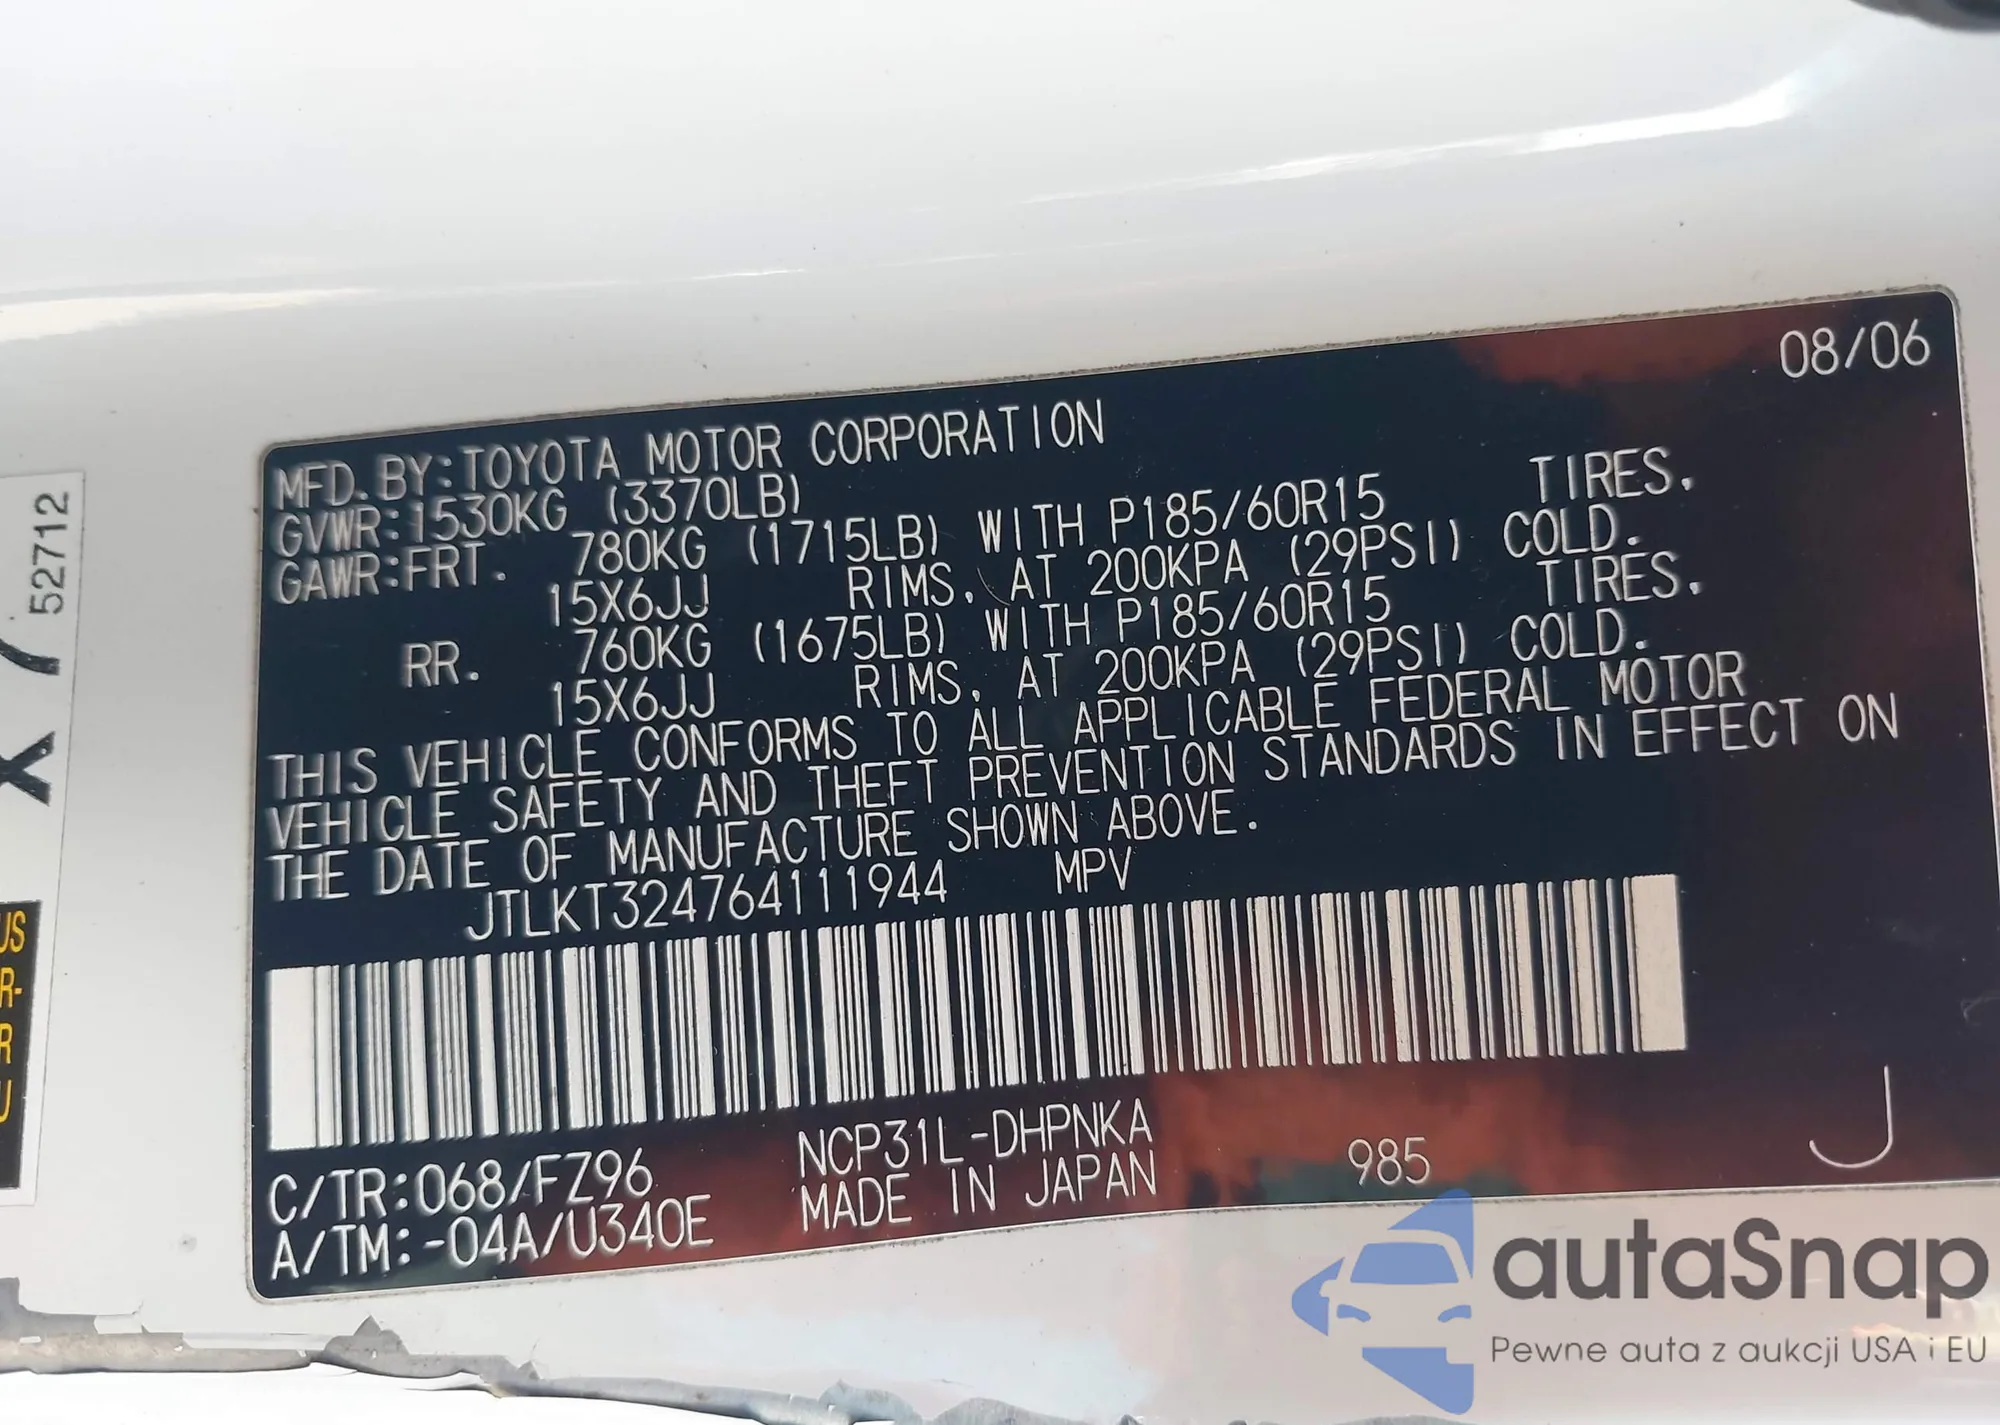 08/06
MFD. BY:TOYOTA MOTOR CORPORATION
GVWR:1530KG (3370LB)
GAWR:FRT. 780KG (1715LB) WITH P185/60R15 TIRES.
15X6JJ RIMS, AT 200KPA (29PSI) COLD.
RR. 760KG (1675LB) WITH P185/60R15 TIRES.
15X6JJ RIMS, AT 200KPA (29PSI) COLD.
THIS VEHICLE CONFORMS TO ALL APPLICABLE FEDERAL MOTOR
VEHICLE SAFETY AND THEFT PREVENTION STANDARDS IN EFFECT ON
THE DATE OF MANUFACTURE SHOWN ABOVE.
JTLKT324764111944 MPV
C/TR:068/FZ96 NCP31L-DHPNKA
A/TM:-04A/U340E MADE IN JAPAN 985 J
52712
X 7
US
R-
R
U
autaSnap
Pewne auta z aukcji USA i EU